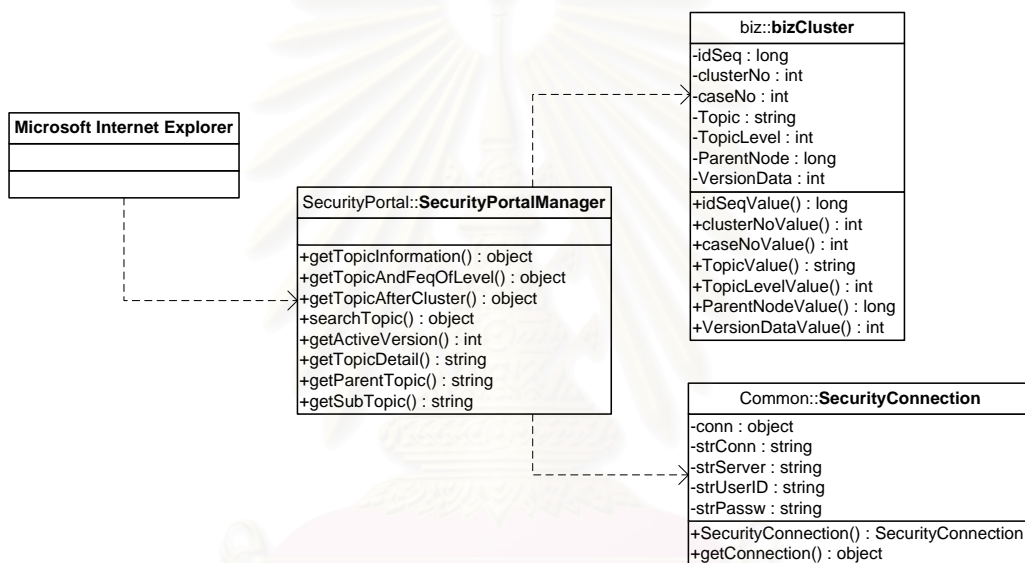 Microsoft Internet Explorer
SecurityPortal::SecurityPortalManager
+getTopicInformation() : object
+getTopicAndFeqOfLevel() : object
+getTopicAfterCluster() : object
+searchTopic() : object
+getActiveVersion() : int
+getTopicDetail() : string
+getParentTopic() : string
+getSubTopic() : string
biz::bizCluster
-idSeq : long
-clusterNo : int
-caseNo : int
-Topic : string
-TopicLevel : int
-ParentNode : long
-VersionData : int
+idSeqValue() : long
+clusterNoValue() : int
+caseNoValue() : int
+TopicValue() : string
+TopicLevelValue() : int
+ParentNodeValue() : long
+VersionDataValue() : int
Common::SecurityConnection
-conn : object
-strConn : string
-strServer : string
-strUserID : string
-strPassw : string
+SecurityConnection() : SecurityConnection
+getConnection() : object